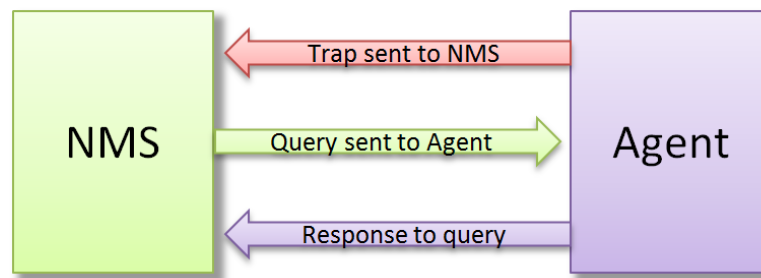 Trap sent to NMS
NMS
Query sent to Agent
Agent
Response to query